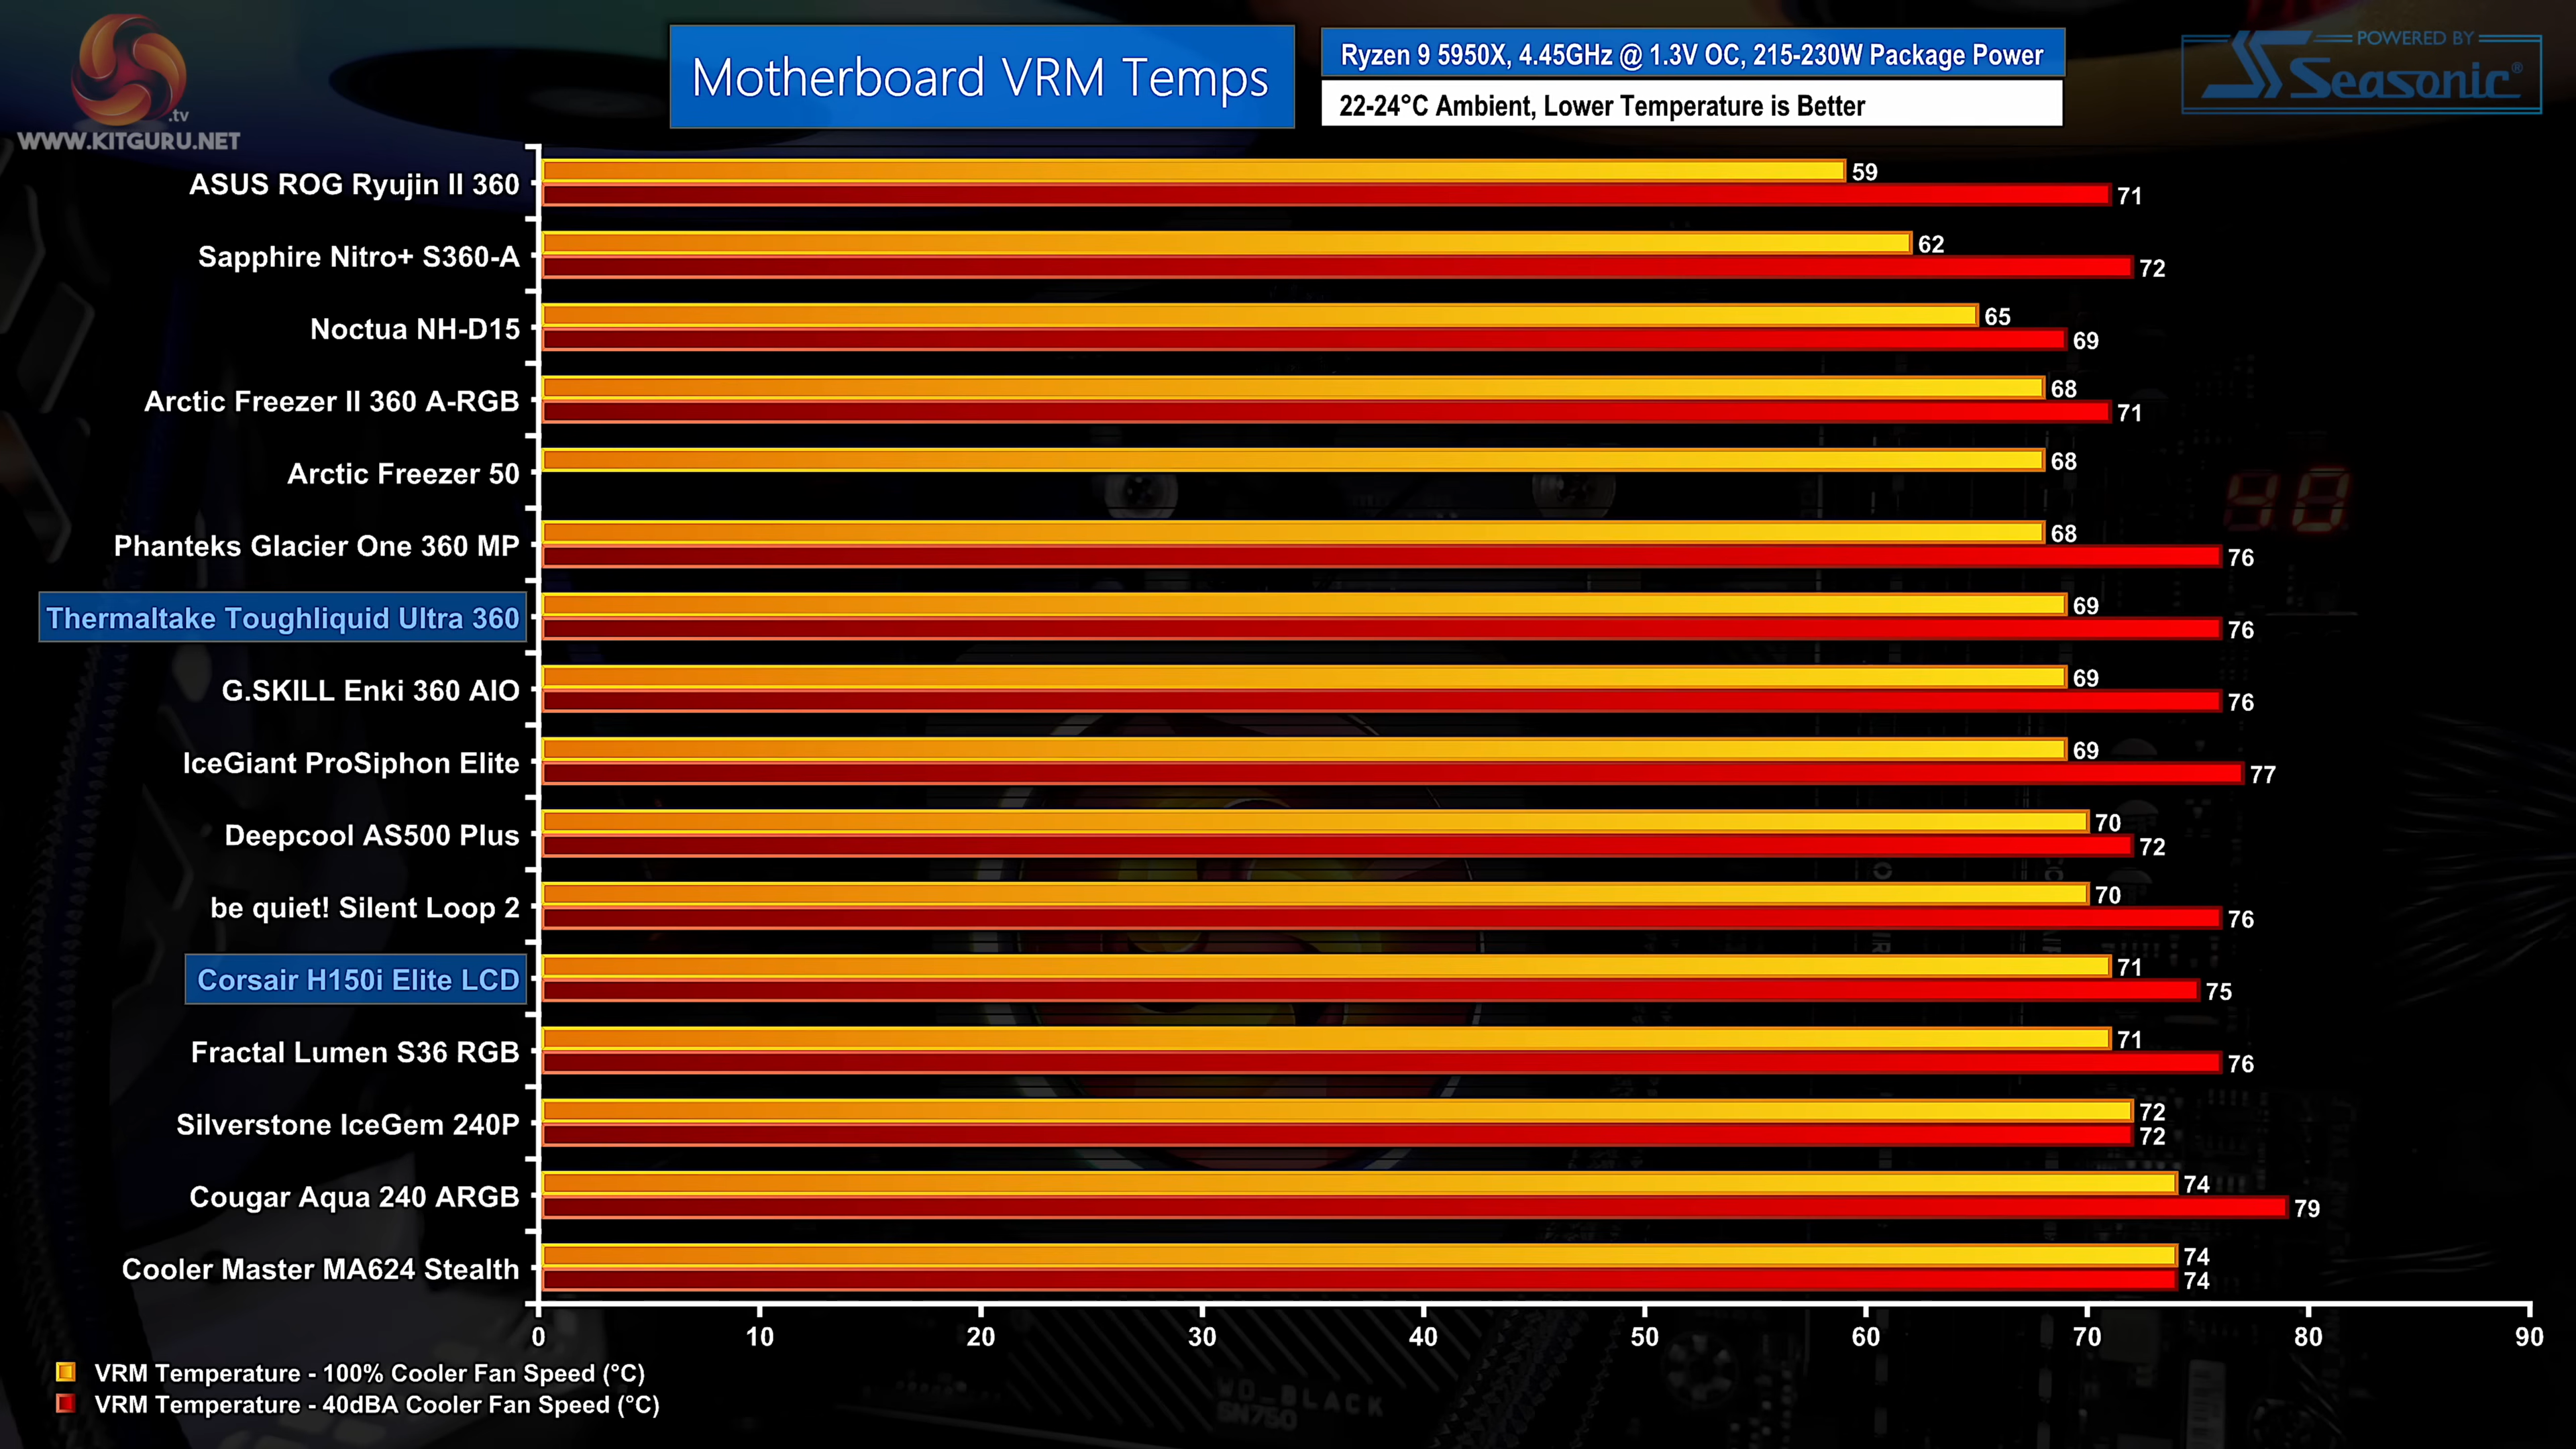 .tv
WWW.KITGURU.NET
Motherboard VRM Temps
Ryzen 9 5950X, 4.45GHz @ 1.3V OC, 215-230W Package Power
22-24°C Ambient, Lower Temperature is Better
POWERED BY
Seasonic®
ASUS ROG Ryujin II 360
59
71
Sapphire Nitro+ S360-A
62
72
Noctua NH-D15
65
69
Arctic Freezer II 360 A-RGB
68
71
Arctic Freezer 50
68
40
Phanteks Glacier One 360 MP
68
76
Thermaltake Toughliquid Ultra 360
69
76
G.SKILL Enki 360 AIO
69
76
IceGiant ProSiphon Elite
69
77
Deepcool AS500 Plus
70
72
be quiet! Silent Loop 2
70
76
Corsair H150i Elite LCD
71
75
Fractal Lumen S36 RGB
71
76
Silverstone IceGem 240P
72
72
Cougar Aqua 240 ARGB
74
79
Cooler Master MA624 Stealth
74
74
0 10 20 30 40 50 60 70 80 90
VRM Temperature - 100% Cooler Fan Speed (°C)
VRM Temperature - 40dBA Cooler Fan Speed (°C)
WD_BLACK
SN750